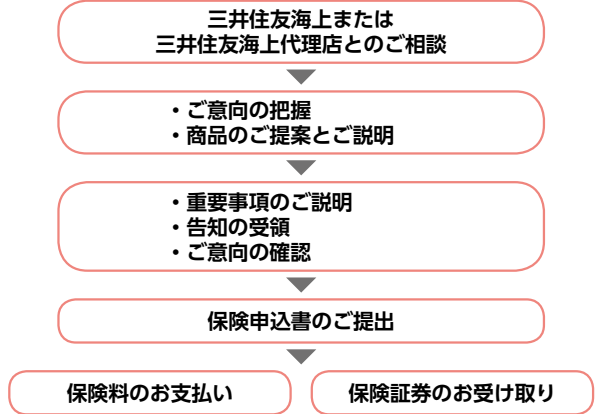 三井住友海上または
三井住友海上代理店とのご相談
・ご意向の把握
・商品のご提案とご説明
・重要事項のご説明
・告知の受領
・ご意向の確認
保険申込書のご提出
保険料のお支払い
保険証券のお受け取り